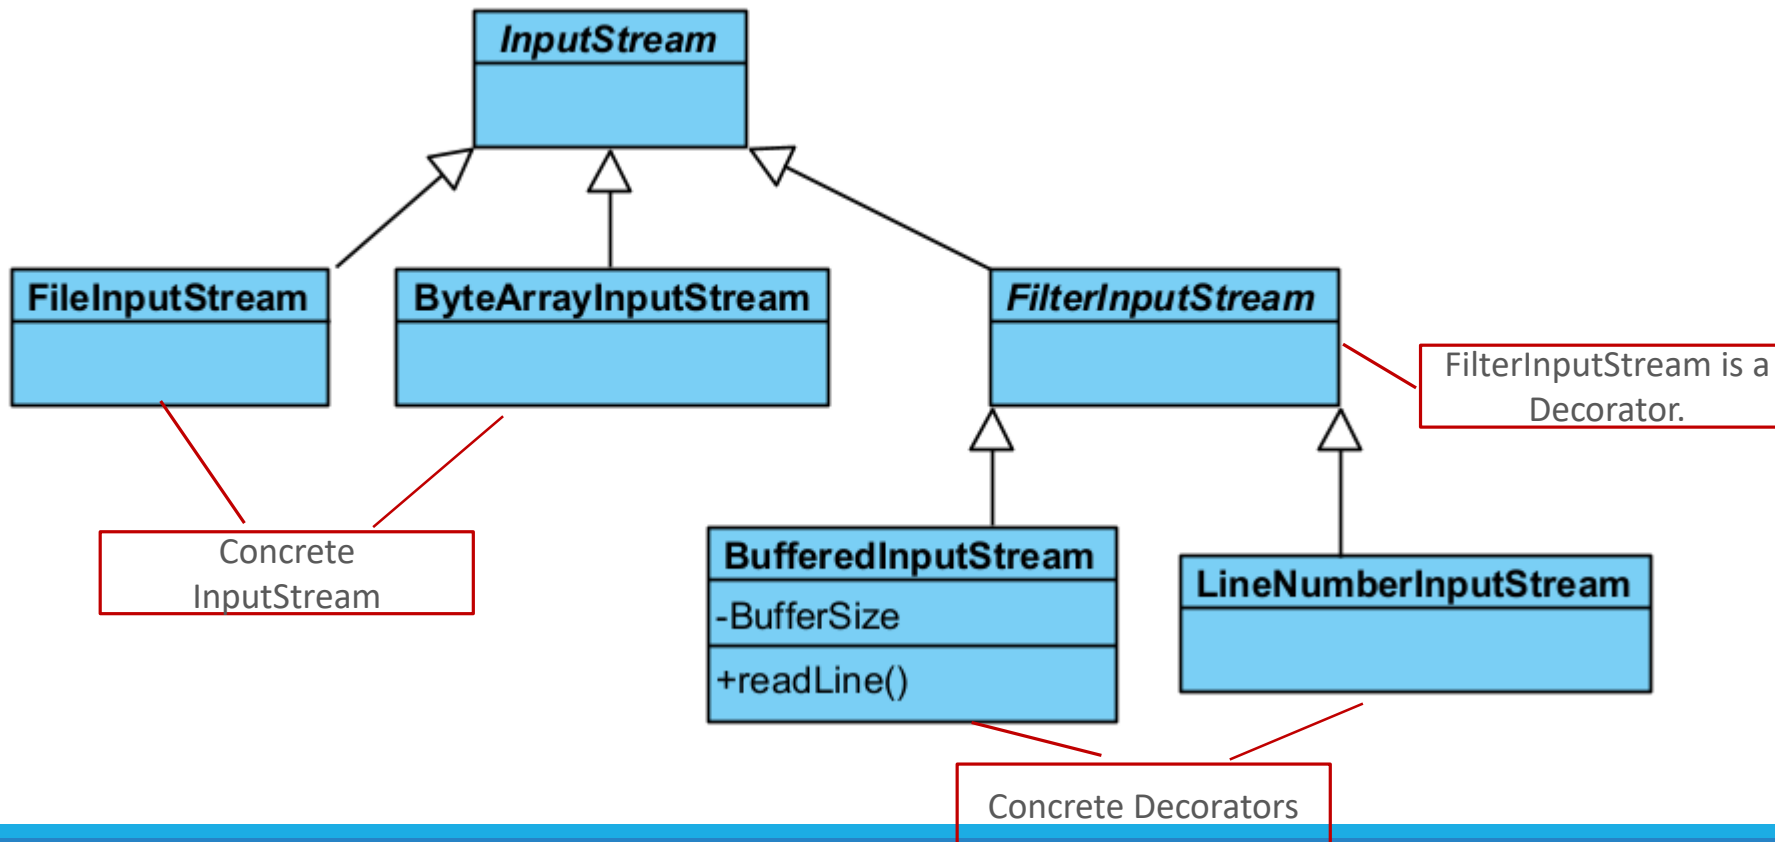 InputStream
FileInputStream
ByteArrayInputStream
FilterInputStream
FilterInputStream is a
Decorator.
Concrete
InputStream
BufferedInputStream
-BufferSize
+readLine()
LineNumberInputStream
Concrete Decorators